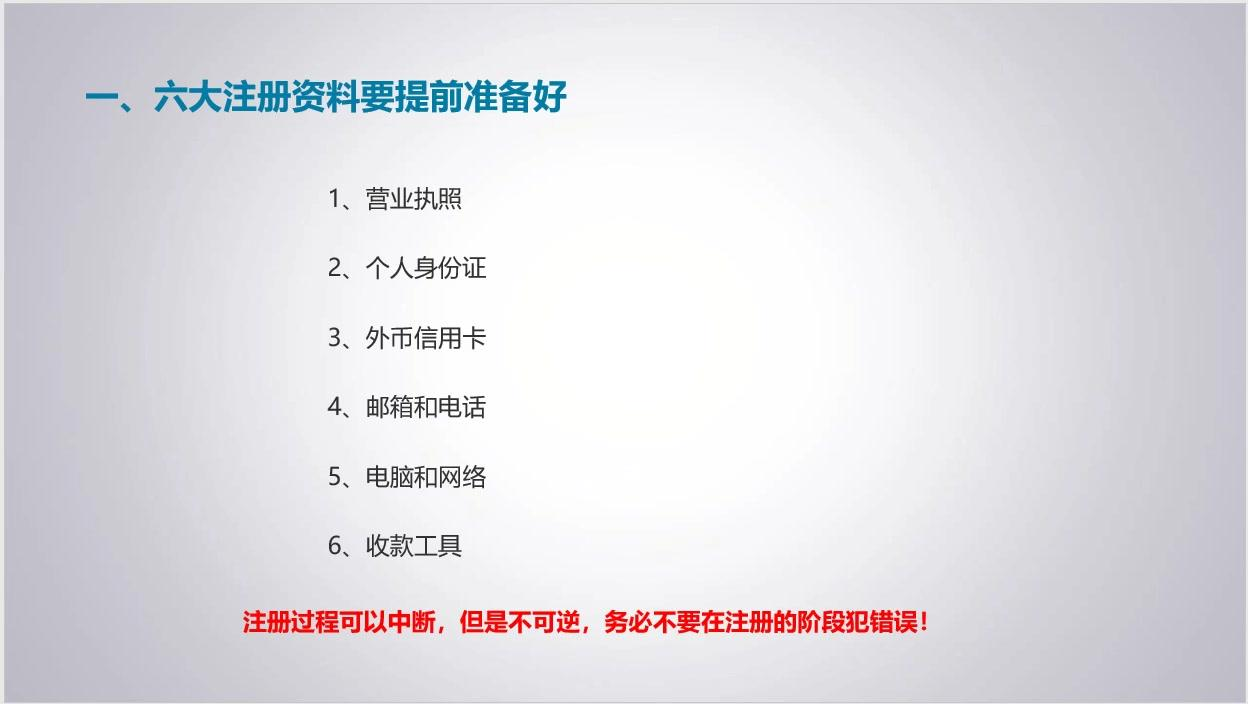 一、六大注册资料要提前准备好
1、营业执照
2、个人身份证
3、外币信用卡
4、邮箱和电话
5、电脑和网络
6、收款工具
注册过程可以中断，但是不可逆，务必不要在注册的阶段犯错误！